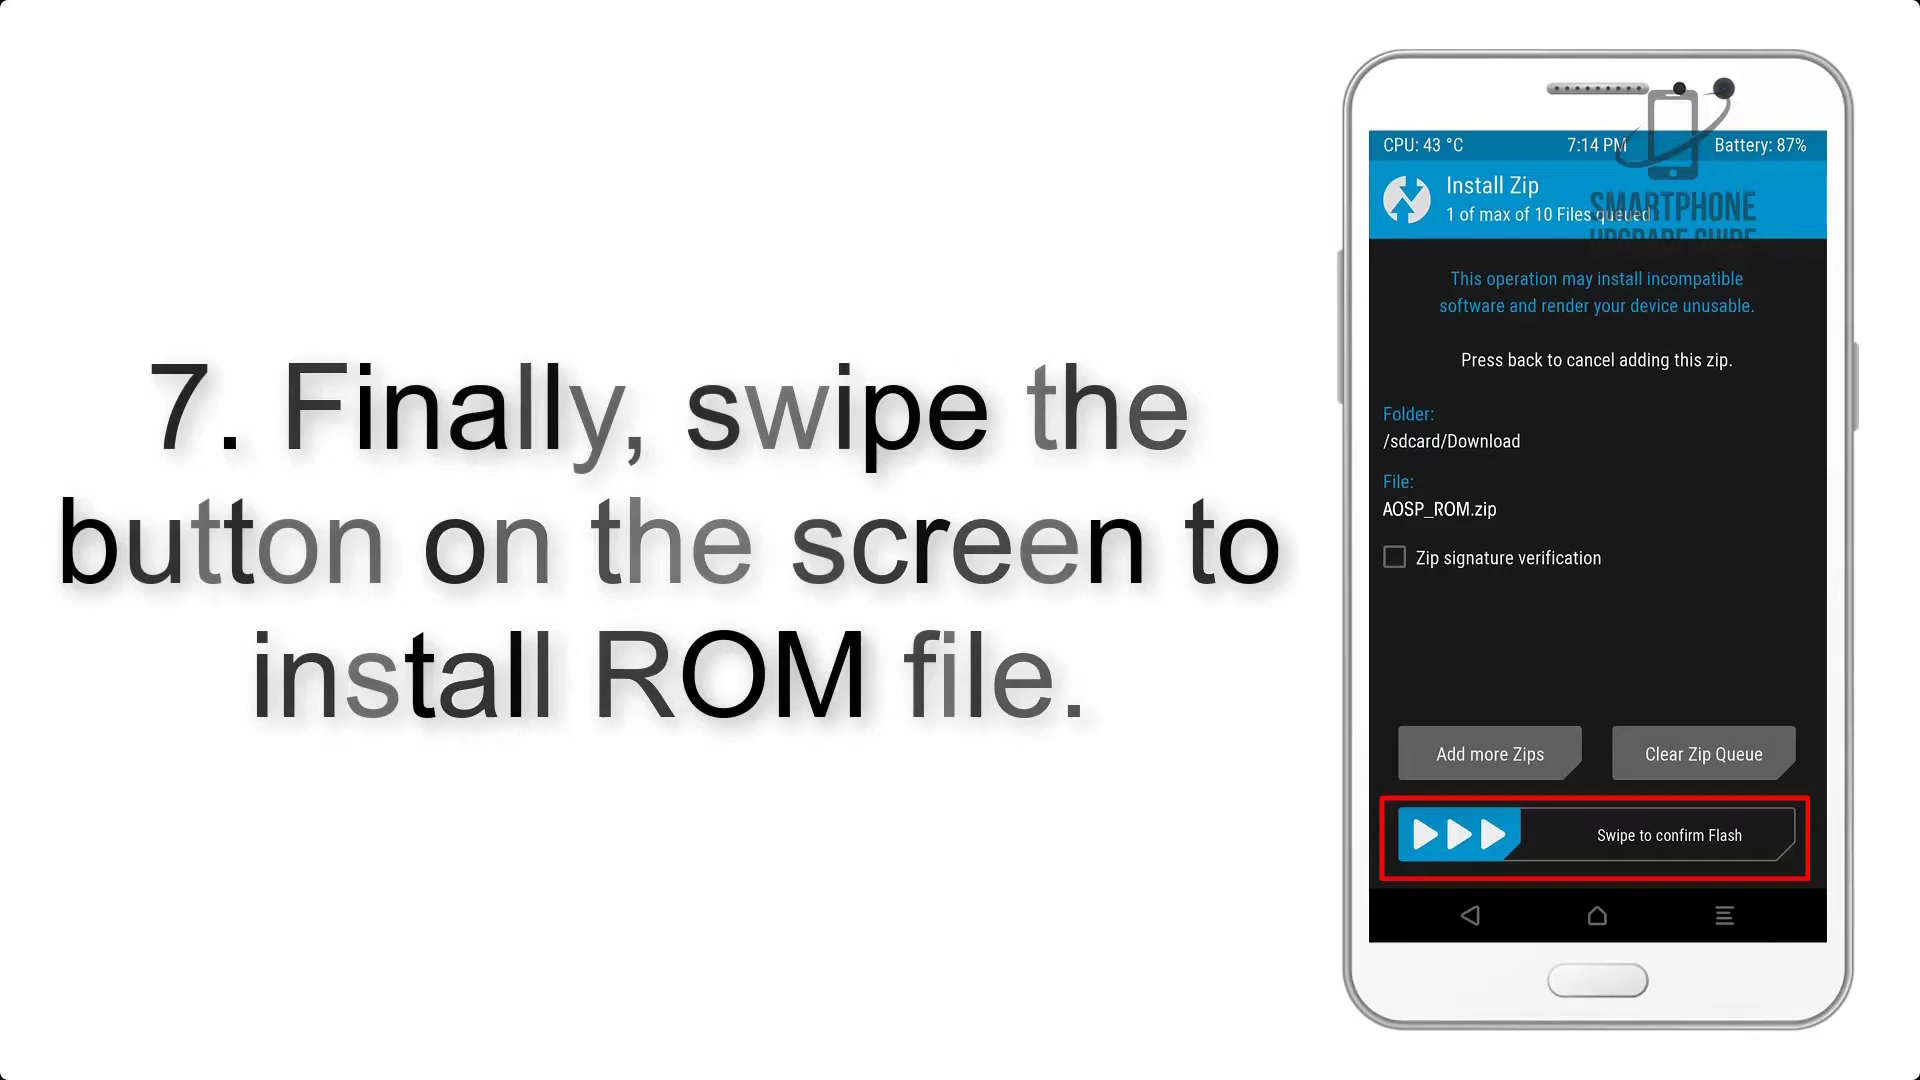 7. Finally, swipe the
button on the screen to
install ROM file.
CPU: 43 °C 7:14 PM Battery: 87%
Install Zip
1 of max of 10 Files queued
SMARTPHONE
UPGRADE GUIDE
This operation may install incompatible
software and render your device unusable.
Press back to cancel adding this zip.
Folder:
/sdcard/Download
File:
AOSP_ROM.zip
Zip signature verification
Add more Zips Clear Zip Queue
Swipe to confirm Flash